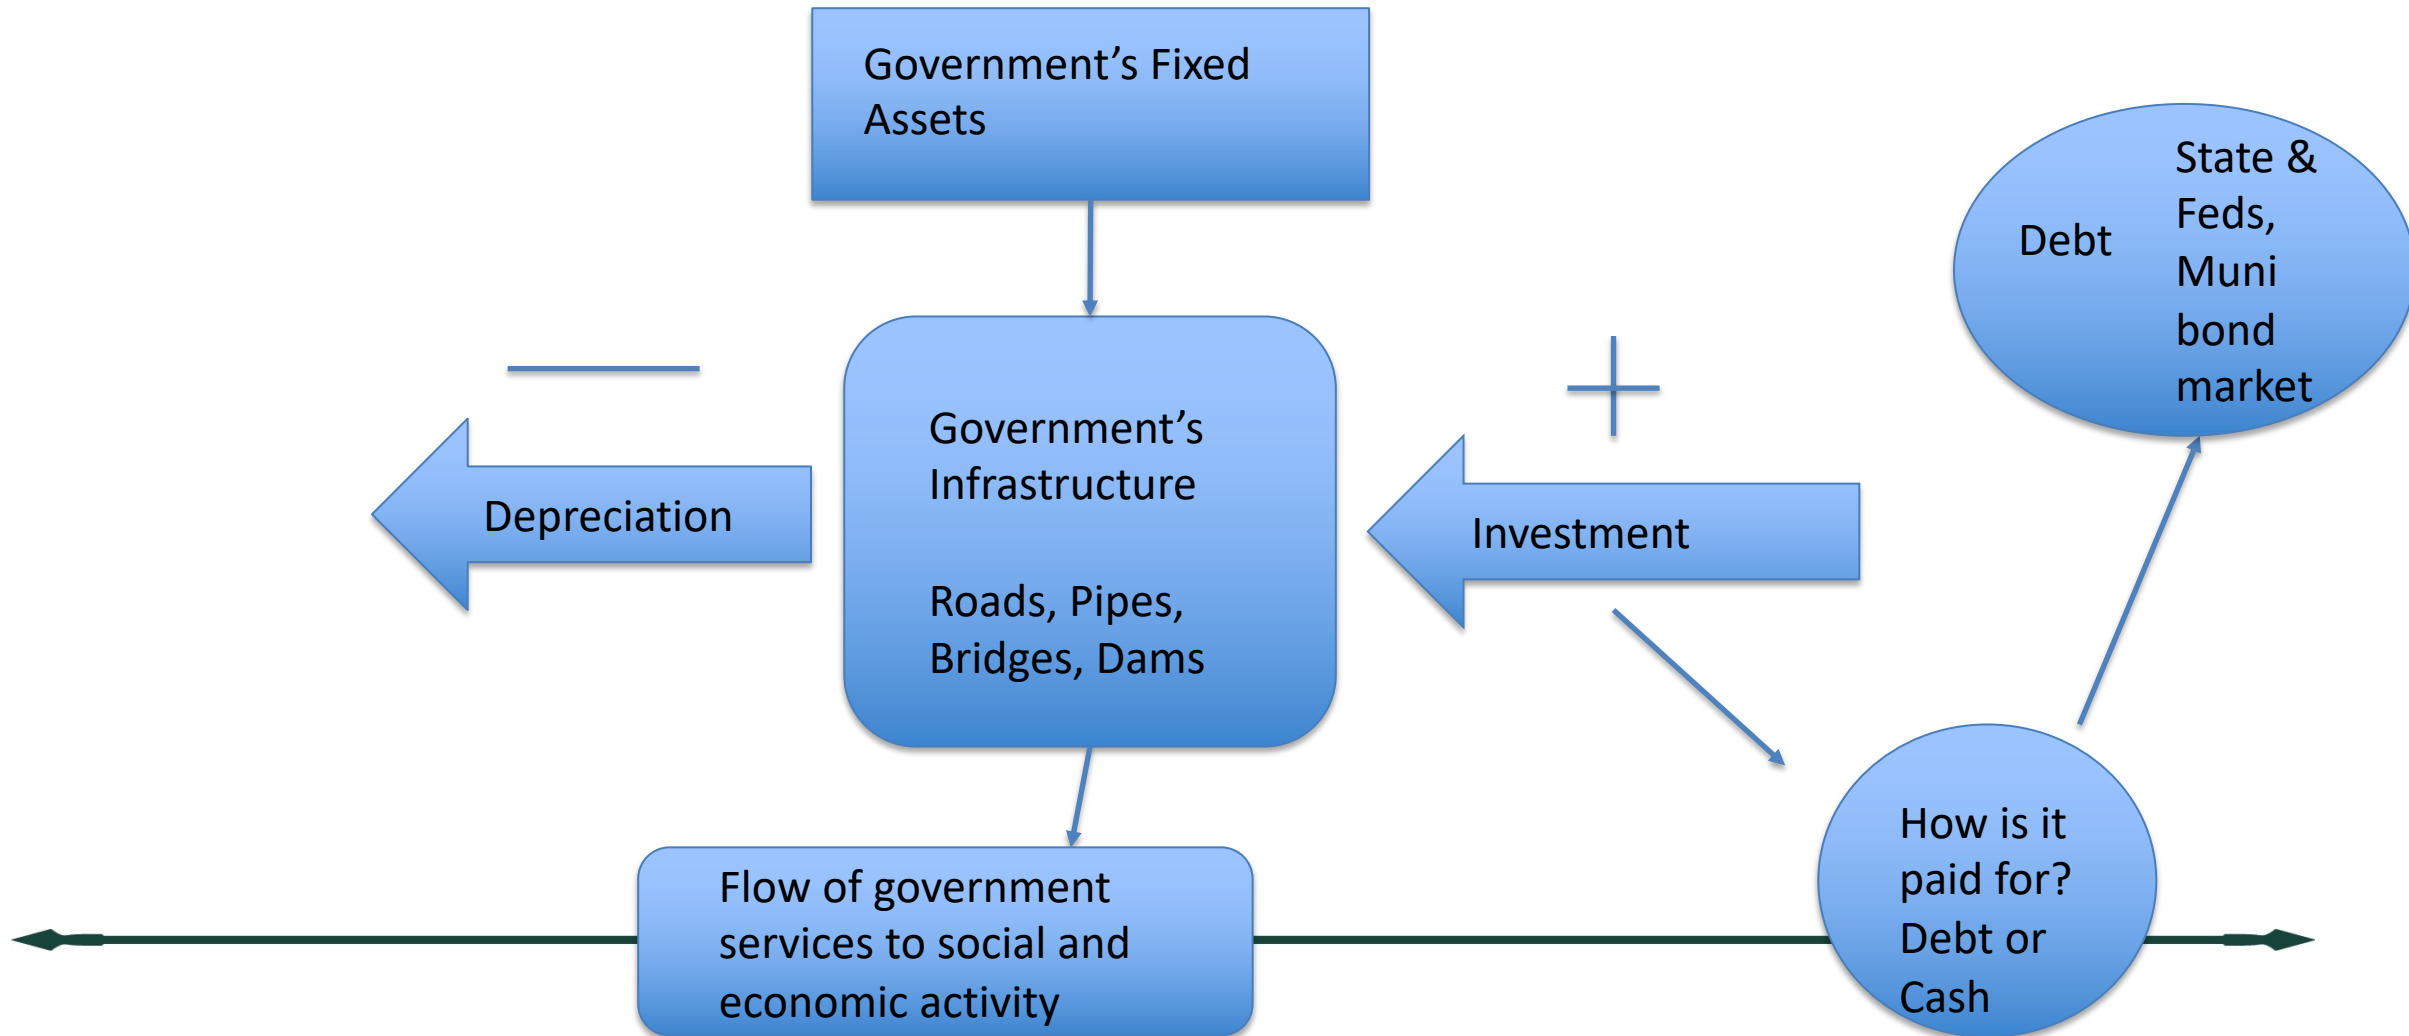 Government’s Fixed
Assets
State &
Feds,
Muni
bond
market
Debt
Government’s
Infrastructure
Roads, Pipes,
Bridges, Dams
Depreciation
Investment
How is it
paid for?
Debt or
Cash
Flow of government
services to social and
economic activity